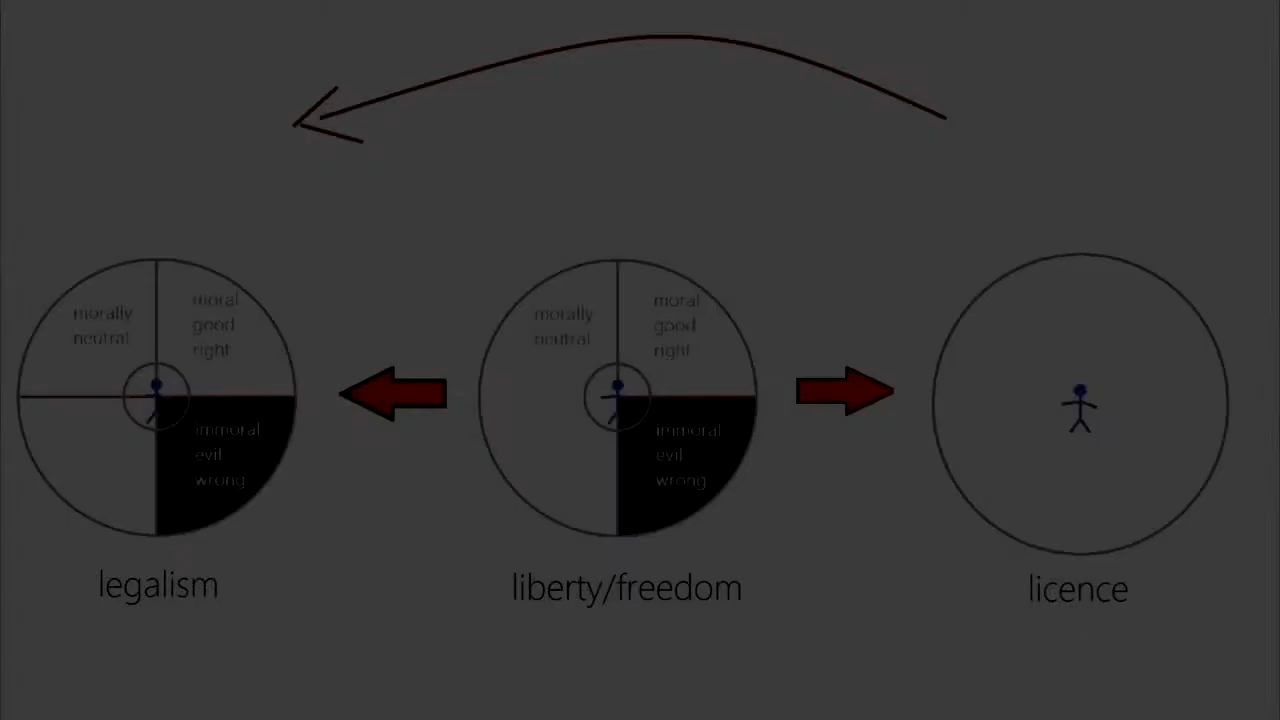 morally
neutral
moral
good
right
immoral
evil
wrong
legalism
morally
neutral
moral
good
right
immoral
evil
wrong
liberty/freedom
licence